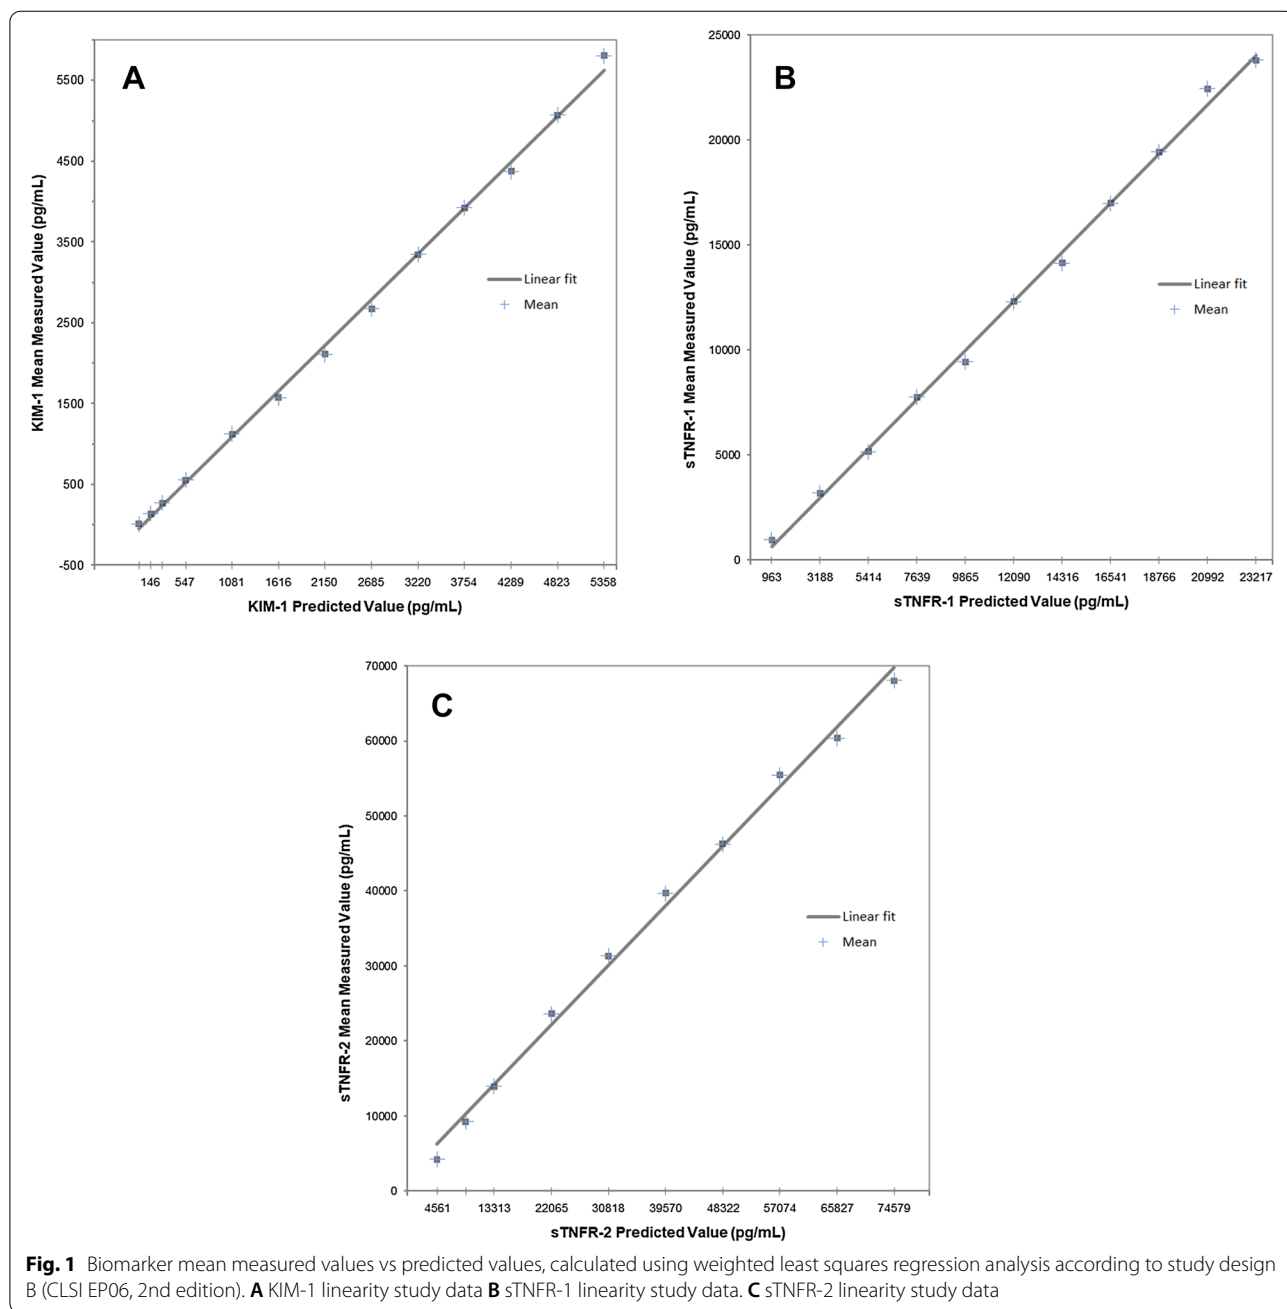 A
KIM-1 Mean Measured Value (pg/mL)
5500
4500
3500
2500
1500
500
-500
Linear fit
Mean
146 547 1081 1616 2150 2685 3220 3754 4289 4823 5358
KIM-1 Predicted Value (pg/mL)
B
sTNFR-1 Mean Measured Value (pg/mL)
25000
20000
15000
10000
5000
0
Linear fit
Mean
963 3188 5414 7639 9865 12090 14316 16541 18766 20992 23217
sTNFR-1 Predicted Value (pg/mL)
C
sTNFR-2 Mean Measured Value (pg/mL)
70000
60000
50000
40000
30000
20000
10000
0
Linear fit
Mean
4561 13313 22065 30818 39570 48322 57074 65827 74579
sTNFR-2 Predicted Value (pg/mL)
Fig. 1 Biomarker mean measured values vs predicted values, calculated using weighted least squares regression analysis according to study design
B (CLSI EP06, 2nd edition). A KIM-1 linearity study data B sTNFR-1 linearity study data. C sTNFR-2 linearity study data